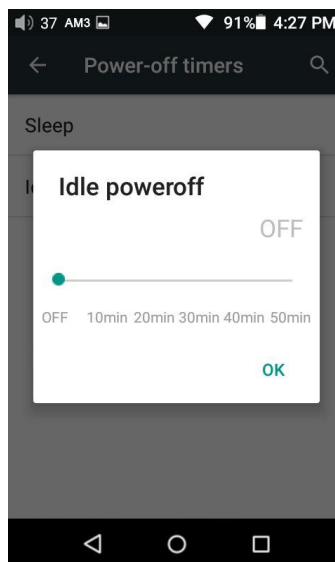 37 AM3 91% 4:27 PM
Power-off timers
Sleep
Idle poweroff
OFF
OFF 10min 20min 30min 40min 50min
OK